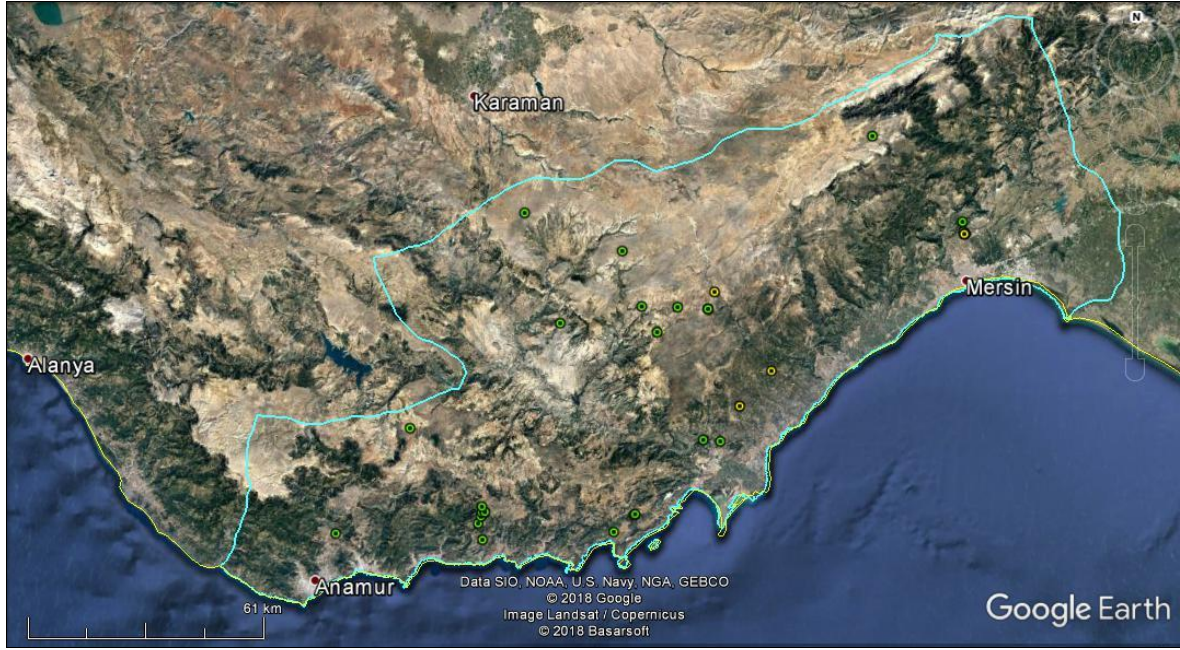 N
Karaman
Mersin
Alanya
Anamur
61 km
Data SIO, NOAA, U.S. Navy, NGA, GEBCO
© 2018 Google
Image Landsat / Copernicus
© 2018 Basarsoft
Google Earth